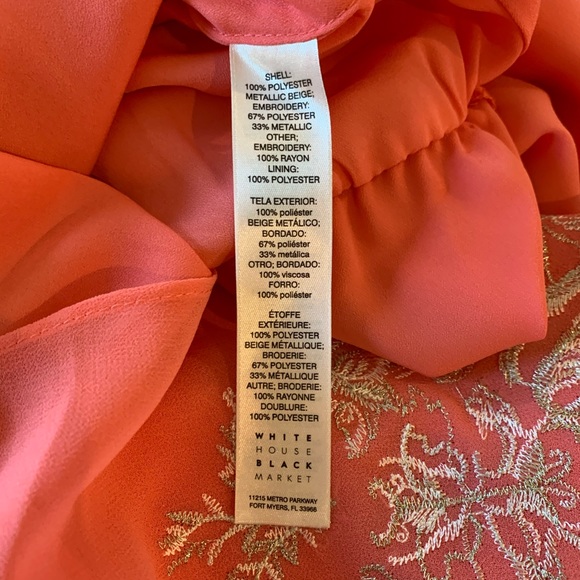 SHELL:
100% POLYESTER
METALLIC BEIGE;
EMBROIDERY:
67% POLYESTER
33% METALLIC
OTHER;
EMBROIDERY:
100% RAYON
LINING:
100% POLYESTER
TELA EXTERIOR:
100% poliéster
BEIGE METÁLICO;
BORDADO:
67% poliéster
33% metálica
OTRO; BORDADO:
100% viscosa
FORRO:
100% poliéster
ÉTOFFE
EXTÉRIEURE:
100% POLYESTER
BEIGE MÉTALLIQUE;
BRODERIE:
67% POLYESTER
33% MÉTALLIQUE
AUTRE; BRODERIE:
100% RAYONNE
DOUBLURE:
100% POLYESTER
WHITE
HOUSE
BLACK
MARKET
11215 METRO PARKWAY
FORT MYERS, FL 33966